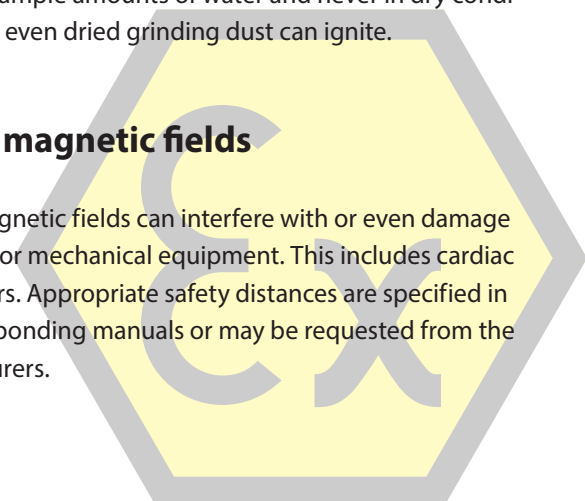 ample amounts of water and never in dry condi
even dried grinding dust can ignite.
magnetic fields
gnetic fields can interfere with or even damage
or mechanical equipment. This includes cardiac
rs. Appropriate safety distances are specified in
ponding manuals or may be requested from the
urers.
Ex